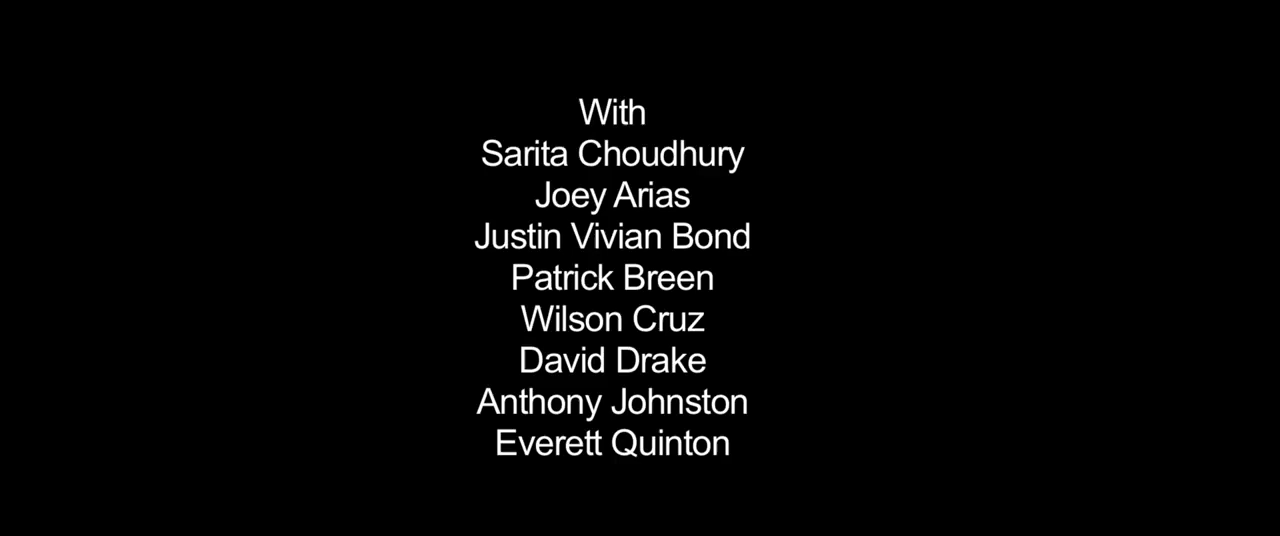 With
Sarita Choudhury
Joey Arias
Justin Vivian Bond
Patrick Breen
Wilson Cruz
David Drake
Anthony Johnston
Everett Quinton